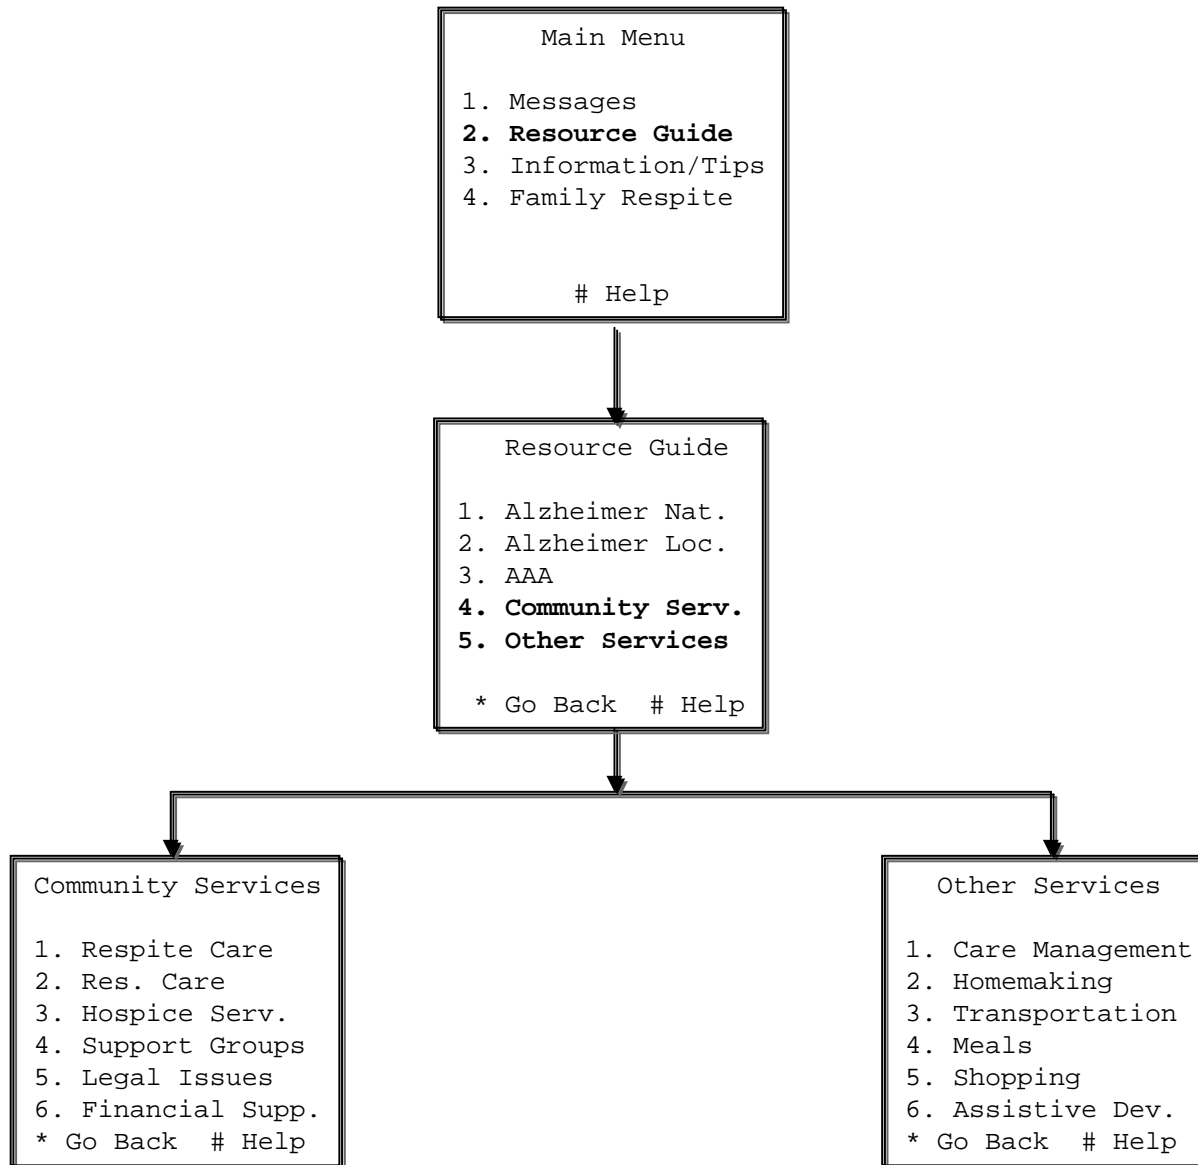 Main Menu
1. Messages
2. Resource Guide
3. Information/Tips
4. Family Respite
# Help
Resource Guide
1. Alzheimer Nat.
2. Alzheimer Loc.
3. AAA
4. Community Serv.
5. Other Services
* Go Back # Help
Community Services
1. Respite Care
2. Res. Care
3. Hospice Serv.
4. Support Groups
5. Legal Issues
6. Financial Supp.
* Go Back # Help
Other Services
1. Care Management
2. Homemaking
3. Transportation
4. Meals
5. Shopping
6. Assistive Dev.
* Go Back # Help